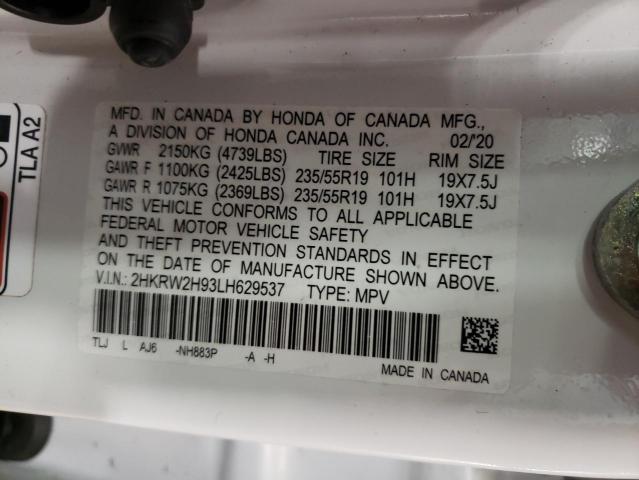 TLA A2
MFD. IN CANADA BY HONDA OF CANADA MFG.,
A DIVISION OF HONDA CANADA INC. 02/'20
GVWR 2150KG (4739LBS) TIRE SIZE RIM SIZE
GAWR F 1100KG (2425LBS) 235/55R19 101H 19X7.5J
GAWR R 1075KG (2369LBS) 235/55R19 101H 19X7.5J
THIS VEHICLE CONFORMS TO ALL APPLICABLE
FEDERAL MOTOR VEHICLE SAFETY
AND THEFT PREVENTION STANDARDS IN EFFECT
ON THE DATE OF MANUFACTURE SHOWN ABOVE.
V.I.N.: 2HKRW2H93LH629537 TYPE: MPV
TLJ L AJ6 -NH883P -A -H
MADE IN CANADA